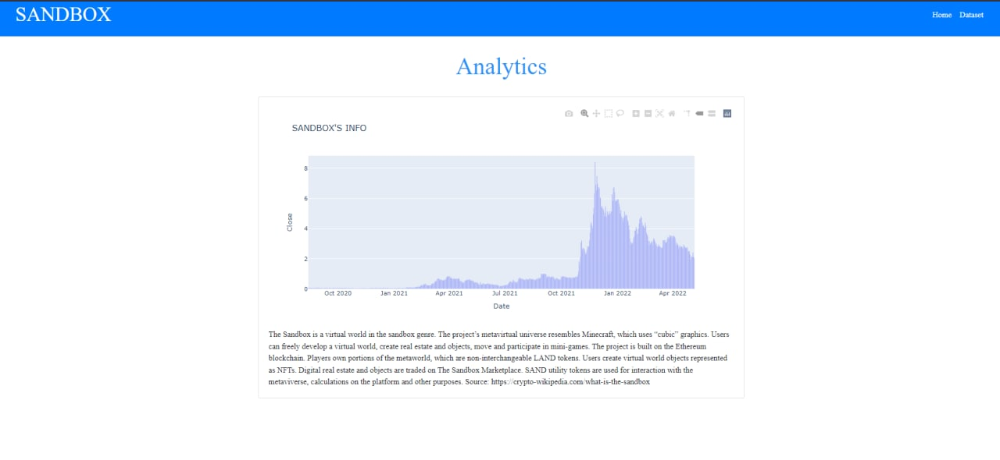 SANDBOX
Home Dataset
Analytics
SANDBOX'S INFO
8
6
4
2
0
Close
Oct 2020 Jan 2021 Apr 2021 Jul 2021 Oct 2021 Jan 2022 Apr 2022
Date
The Sandbox is a virtual world in the sandbox genre. The project’s metavirtual universe resembles Minecraft, which uses “cubic” graphics. Users
can freely develop a virtual world, create real estate and objects, move and participate in mini-games. The project is built on the Ethereum
blockchain. Players own portions of the metaworld, which are non-interchangeable LAND tokens. Users create virtual world objects represented
as NFTs. Digital real estate and objects are traded on The Sandbox Marketplace. SAND utility tokens are used for interaction with the
metaviverse, calculations on the platform and other purposes. Source: https://crypto-wikipedia.com/what-is-the-sandbox